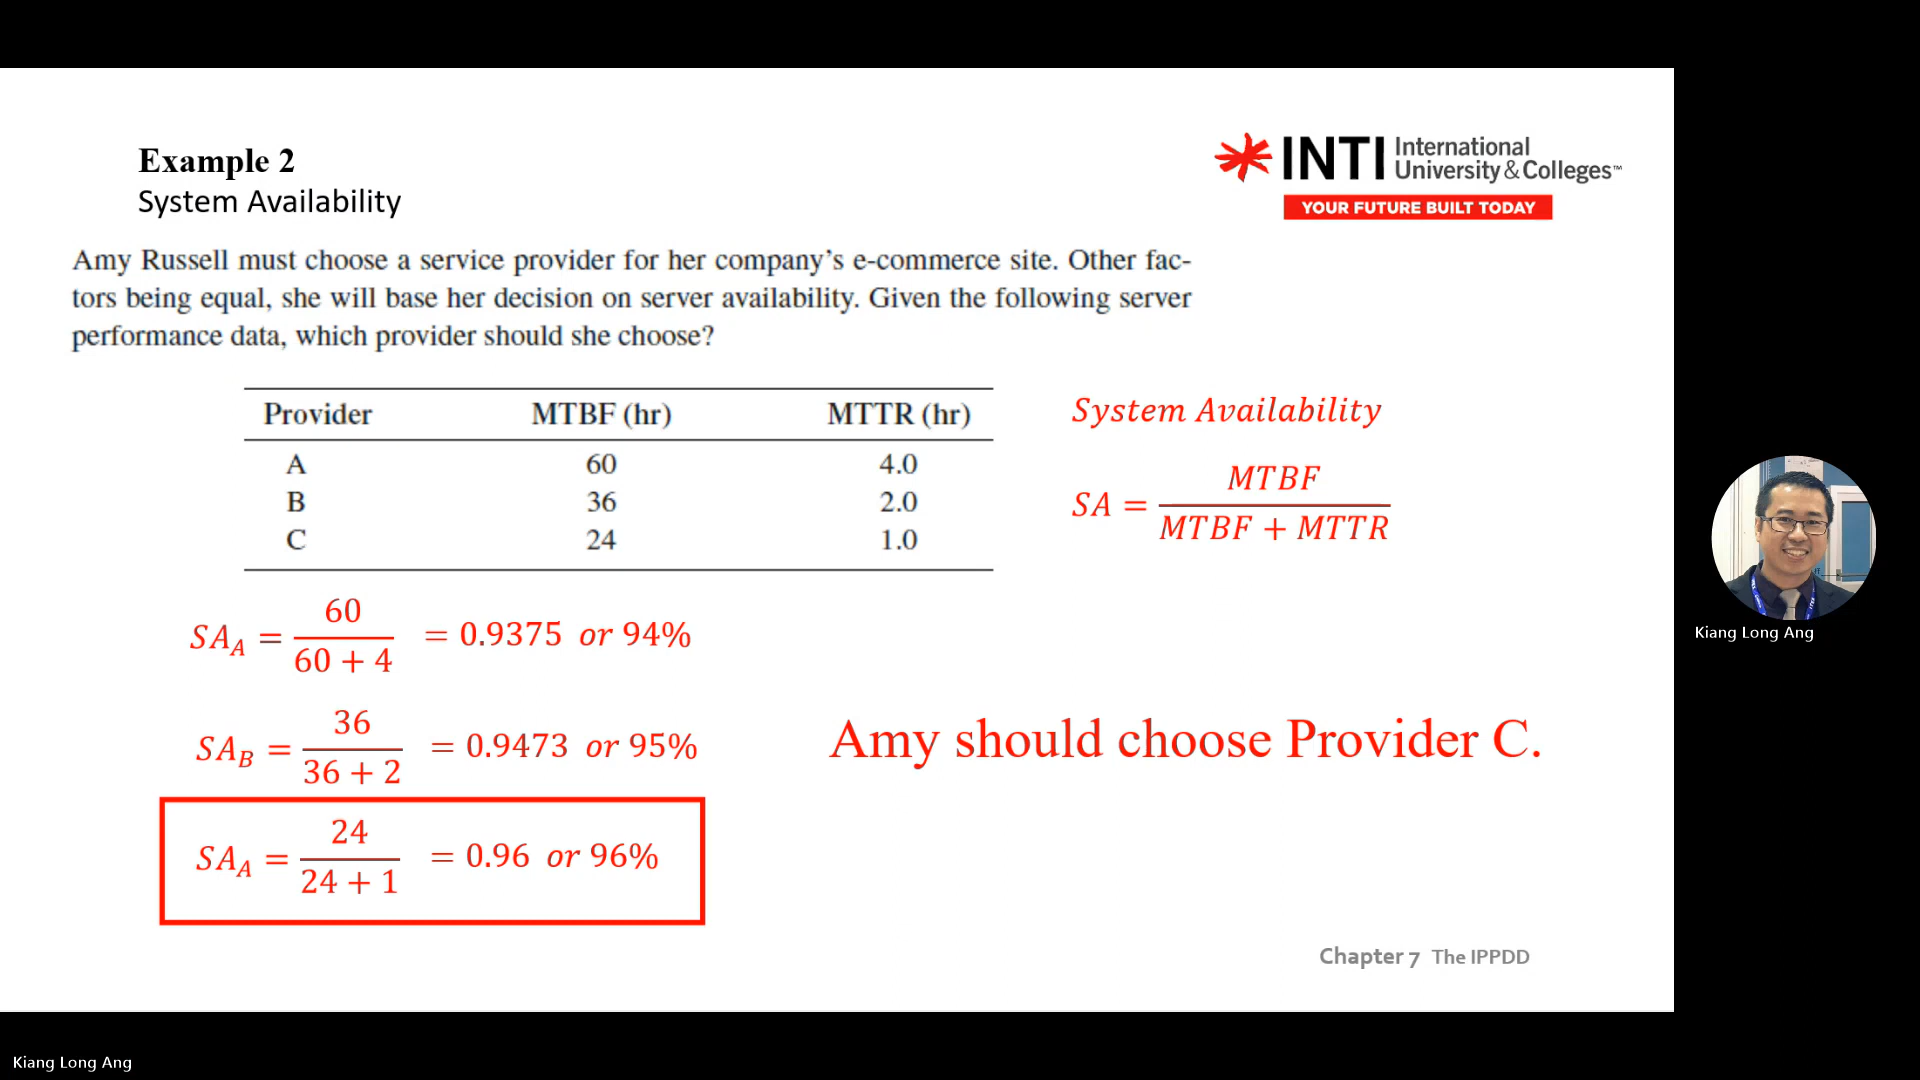 Example 2
System Availability
INTI International University & Colleges™
YOUR FUTURE BUILT TODAY
Amy Russell must choose a service provider for her company's e-commerce site. Other fac-
tors being equal, she will base her decision on server availability. Given the following server
performance data, which provider should she choose?
Provider MTBF (hr) MTTR (hr)
A 60 4.0
B 36 2.0
C 24 1.0
System Availability
SA = MTBF / MTBF + MTTR
SA_A = 60 / 60 + 4 = 0.9375 or 94%
SA_B = 36 / 36 + 2 = 0.9473 or 95%
SA_A = 24 / 24 + 1 = 0.96 or 96%
Amy should choose Provider C.
Chapter 7 The IPPDD
Kiang Long Ang
Kiang Long Ang